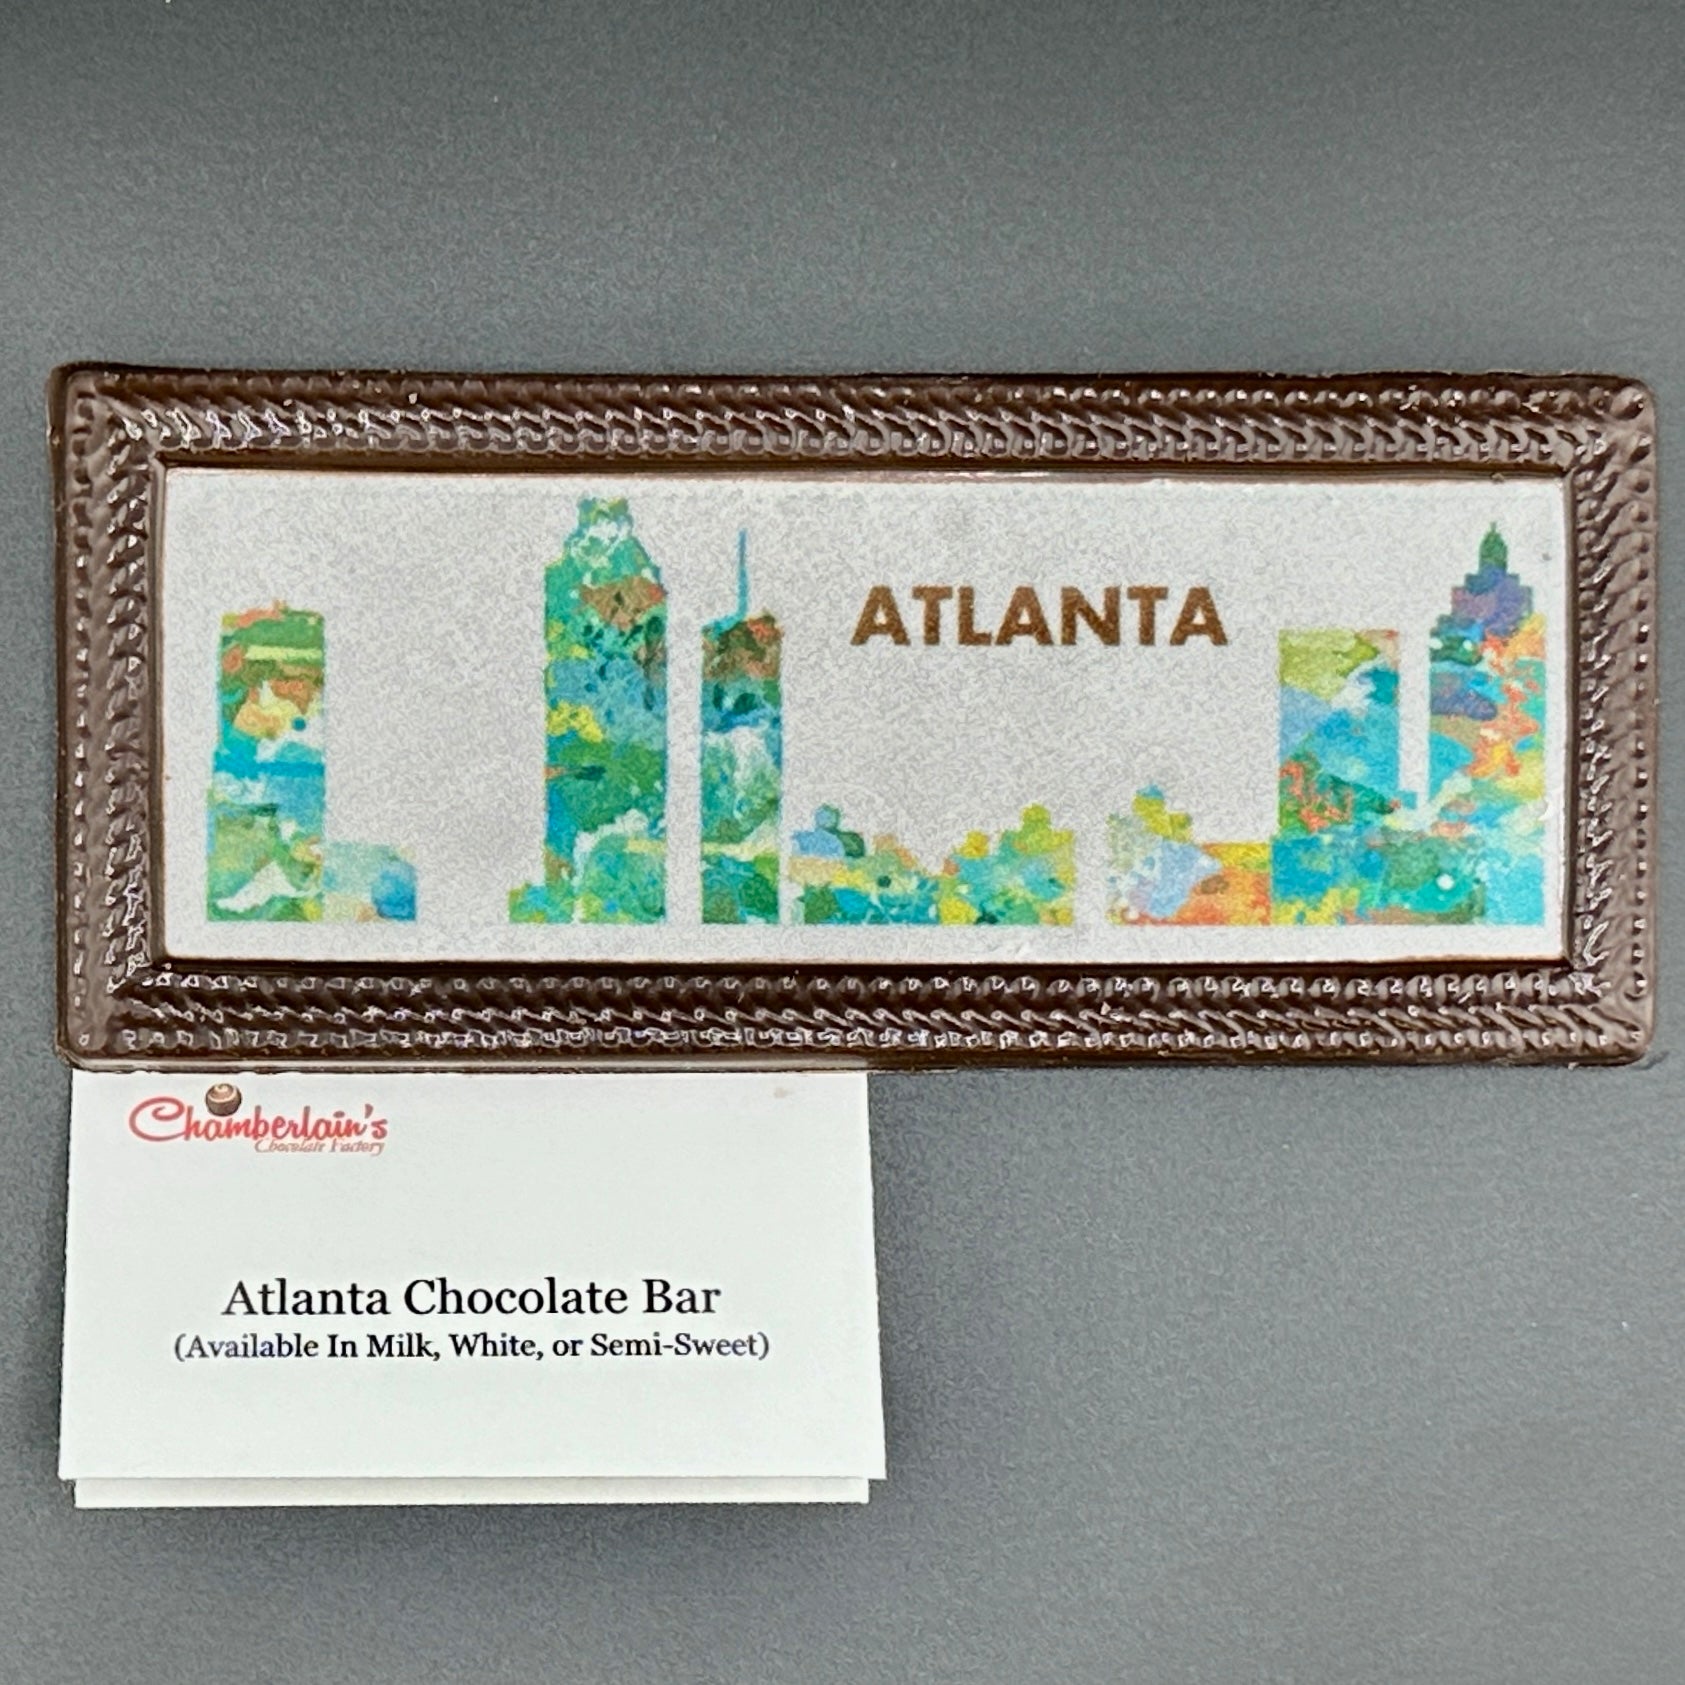 ATLANTA
Chamberlain's
Chocolate Factory
Atlanta Chocolate Bar
(Available In Milk, White, or Semi-Sweet)